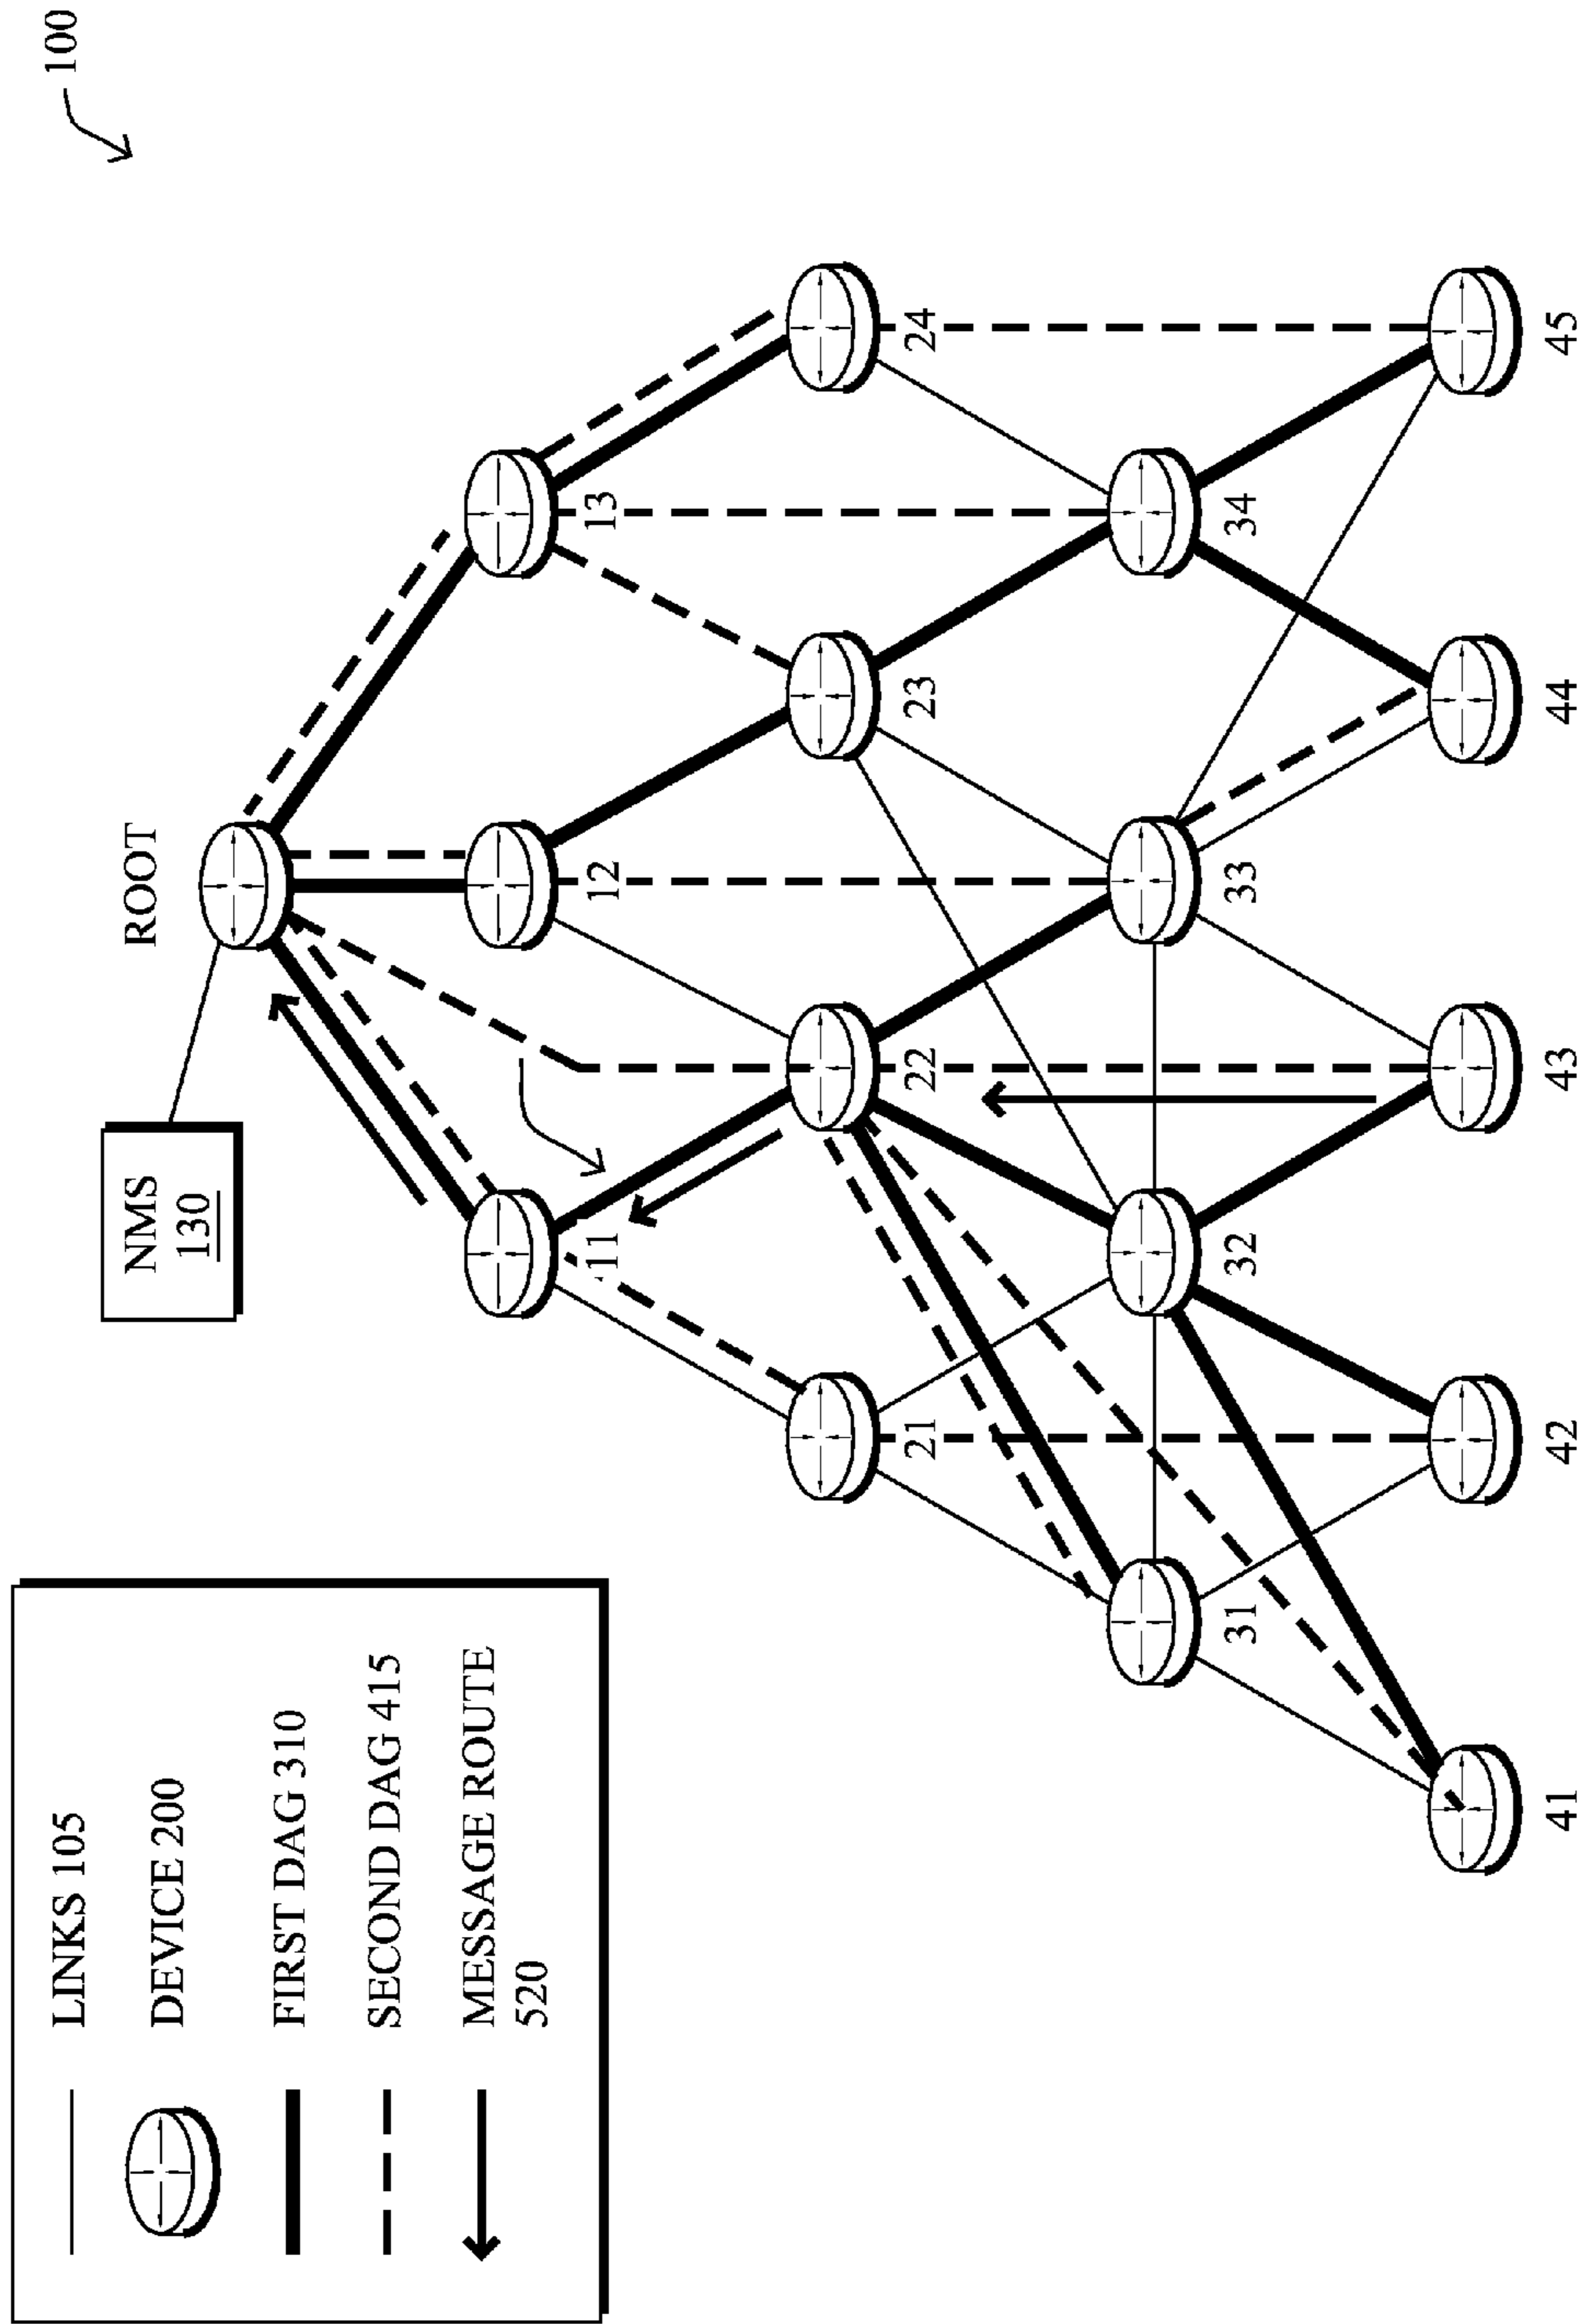 LINKS 105
DEVICE 200
FIRST DAG 310
SECOND DAG 415
MESSAGE ROUTE
520
NMS
130
ROOT
100
11
12
13
21
22
23
24
31
32
33
34
41
42
43
44
45